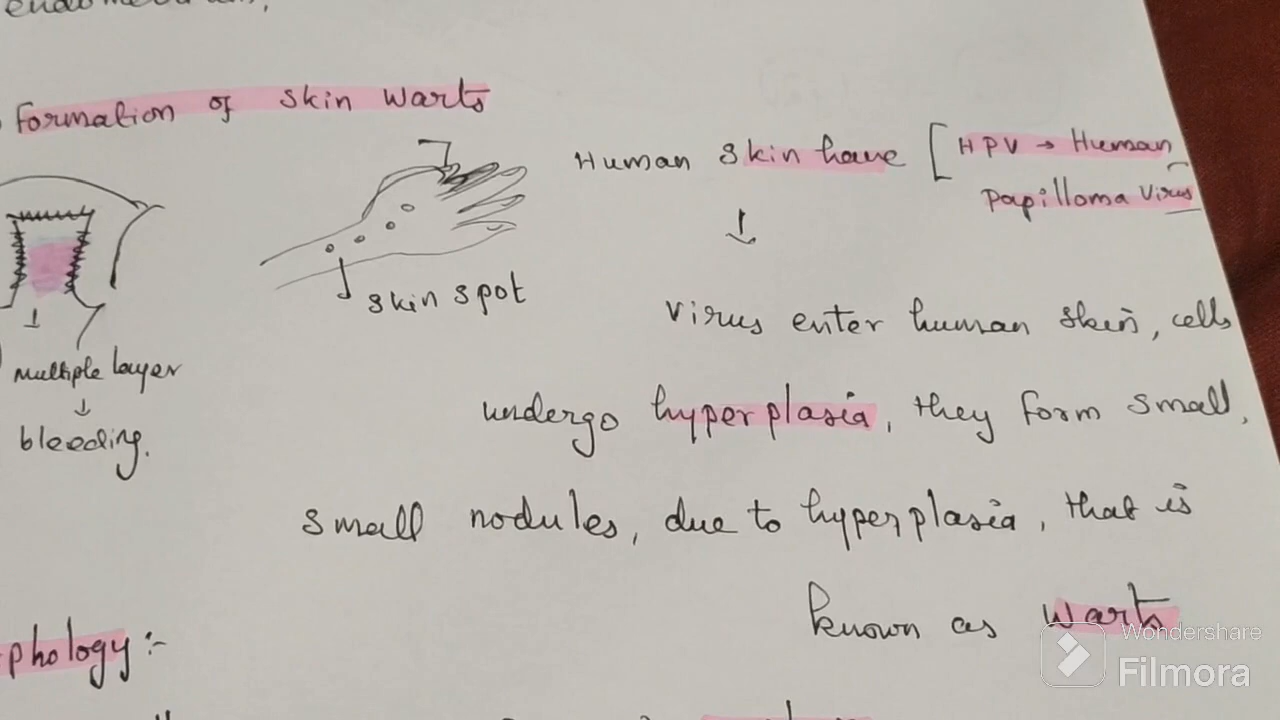 Formation of skin warts
Human skin have [ HPV → Human
papilloma virus
↓
skin spot
virus enter human skin, cells
multiple layer
↓
bleeding.
undergo hyperplasia, they form small,
small nodules, due to hyperplasia, that is
known as warts
phology :-
Wondershare
Filmora